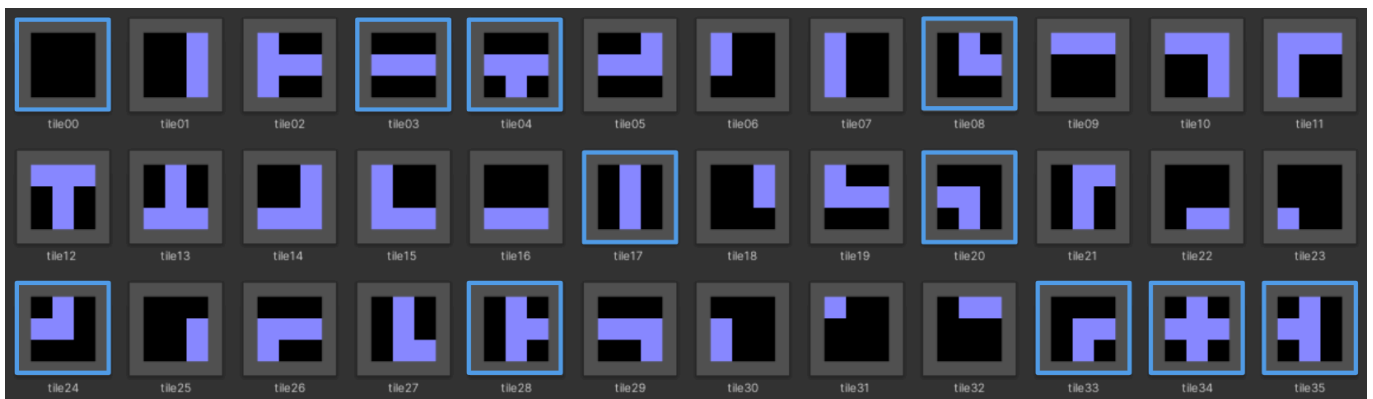 tile00 tile01 tile02 tile03 tile04 tile05 tile06 tile07 tile08 tile09 tile10 tile11
tile12 tile13 tile14 tile15 tile16 tile17 tile18 tile19 tile20 tile21 tile22 tile23
tile24 tile25 tile26 tile27 tile28 tile29 tile30 tile31 tile32 tile33 tile34 tile35